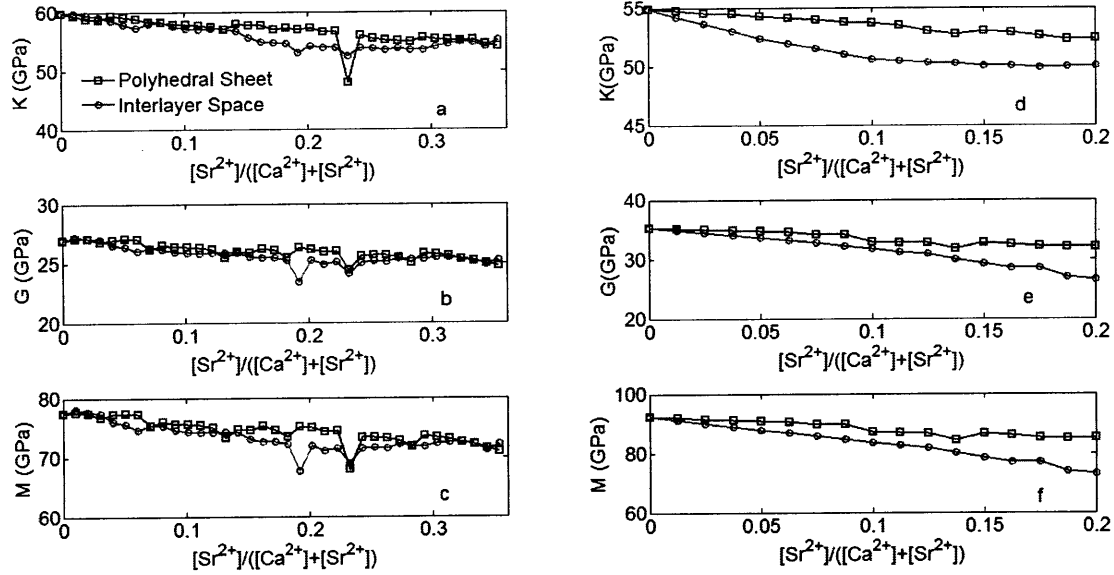 60
50
40
K (GPa)
Polyhedral Sheet
Interlayer Space
a
0
0.1
0.2
0.3
[Sr²⁺]/([Ca²⁺]+[Sr²⁺])
30
25
20
G (GPa)
b
0
0.1
0.2
0.3
[Sr²⁺]/([Ca²⁺]+[Sr²⁺])
80
70
60
M (GPa)
c
0
0.1
0.2
0.3
[Sr²⁺]/([Ca²⁺]+[Sr²⁺])
55
50
45
K(GPa)
d
0
0.05
0.1
0.15
0.2
[Sr²⁺]/([Ca²⁺]+[Sr²⁺])
40
30
20
G(GPa)
e
0
0.05
0.1
0.15
0.2
[Sr²⁺]/([Ca²⁺]+[Sr²⁺])
100
80
60
M (GPa)
f
0
0.05
0.1
0.15
0.2
[Sr²⁺]/([Ca²⁺]+[Sr²⁺])